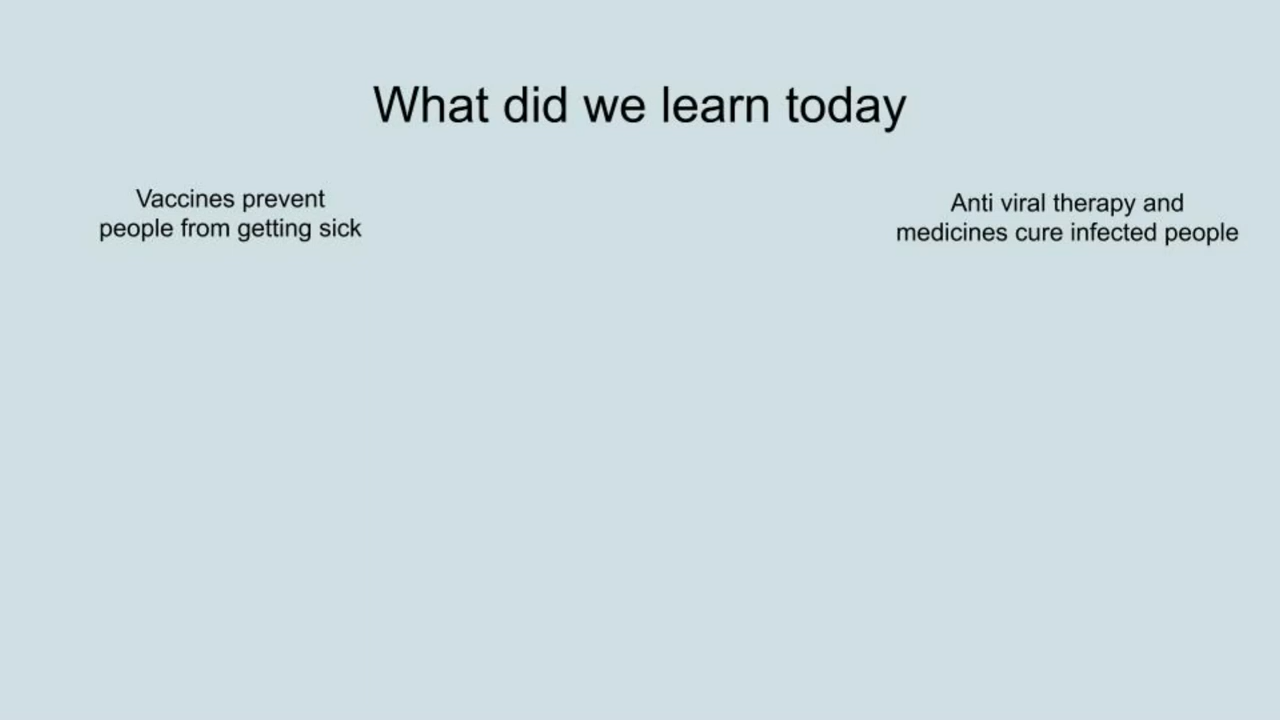 What did we learn today
Vaccines prevent
people from getting sick
Anti viral therapy and
medicines cure infected people